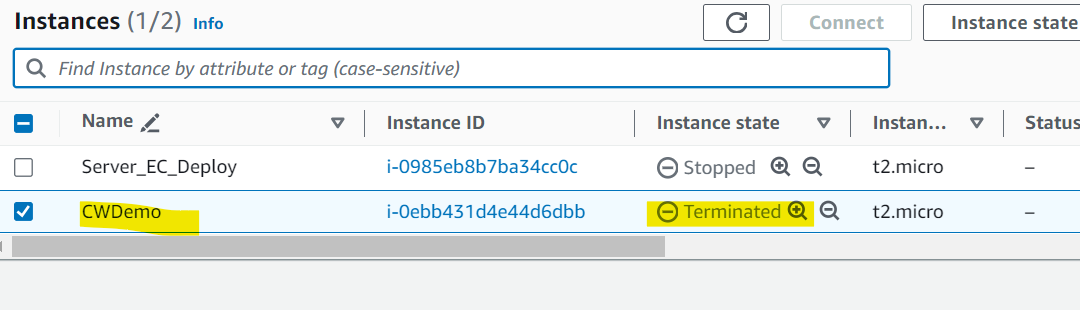 Instances (1/2) Info
Connect
Instance state
Find Instance by attribute or tag (case-sensitive)
Name Instance ID Instance state Instan... Status
Server_EC_Deploy i-0985eb8b7ba34cc0c Stopped t2.micro –
CWDemo i-0ebb431d4e44d6dbb Terminated t2.micro –